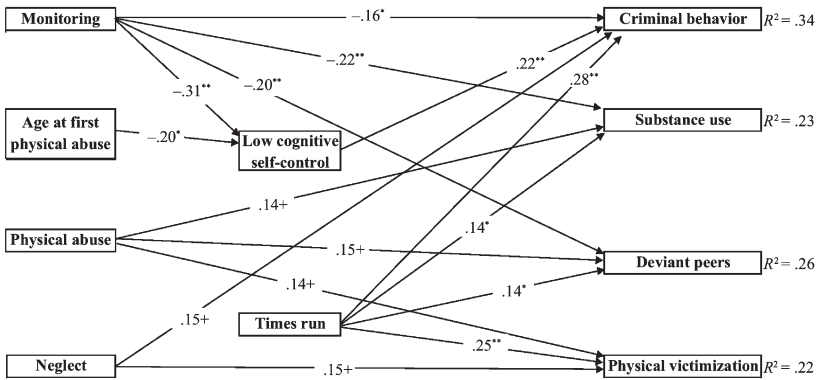 Monitoring
−.16*
Criminal behavior
R² = .34
−.22**
.22**
−.20**
.28**
−.31**
Age at first
physical abuse
−.20*
Low cognitive
self-control
Substance use
R² = .23
.14+
Physical abuse
.14*
.15+
Deviant peers
R² = .26
.14+
.14*
.15+
Times run
.25**
Neglect
.15+
Physical victimization
R² = .22